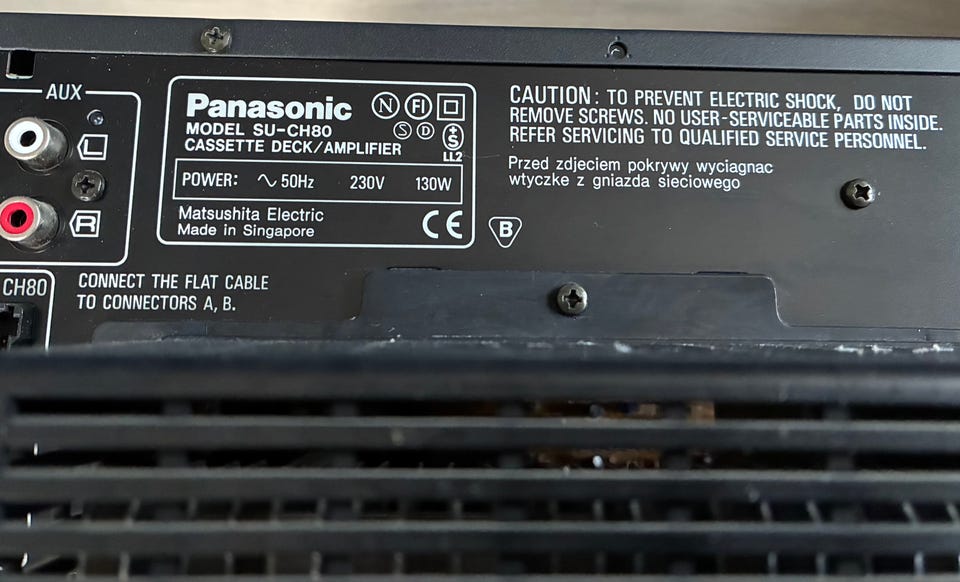 AUX
L
R
Panasonic
N FI
MODEL SU-CH80
S D S
CASSETTE DECK/AMPLIFIER
LL2
POWER: ∿ 50Hz 230V 130W
Matsushita Electric
Made in Singapore
CE
B
CAUTION: TO PREVENT ELECTRIC SHOCK, DO NOT
REMOVE SCREWS. NO USER-SERVICEABLE PARTS INSIDE.
REFER SERVICING TO QUALIFIED SERVICE PERSONNEL.
Przed zdjeciem pokrywy wyciagnac
wtyczke z gniazda sieciowego
CH80
CONNECT THE FLAT CABLE
TO CONNECTORS A, B.